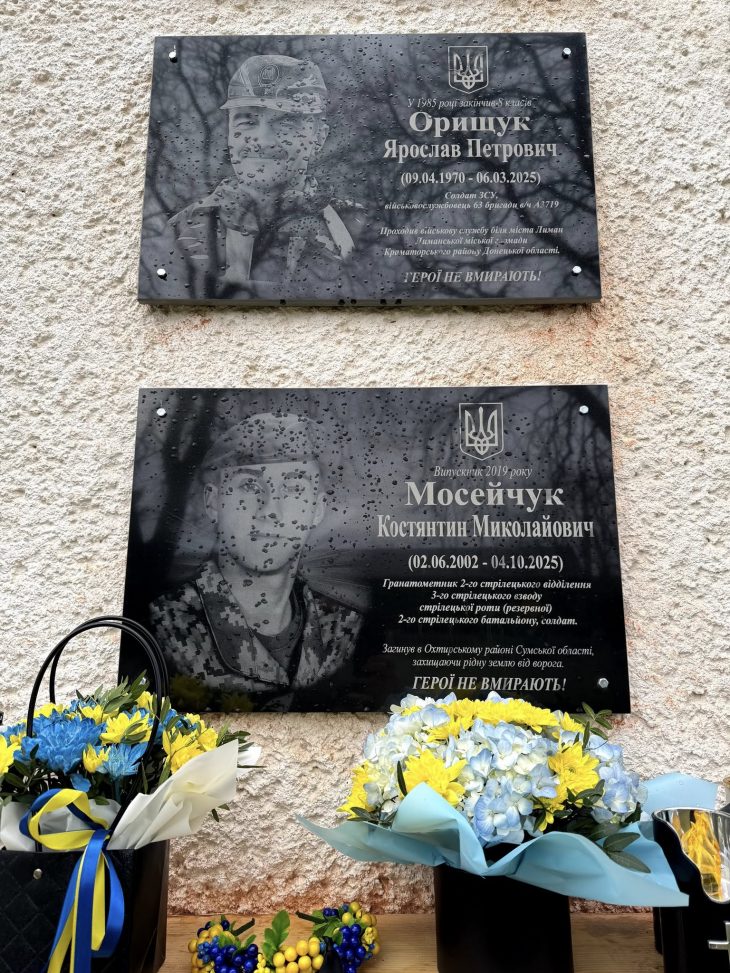 У 1985 році закінчив 8 класів
Орищук
Ярослав Петрович
(09.04.1970 - 06.03.2025)
Солдат ЗСУ,
військовослужбовець 63 бригади в/ч А3719
Проходив військову службу біля міста Лиман
Лиманської міської громади
Краматорського району Донецької області.
ГЕРОЇ НЕ ВМИРАЮТЬ!
Випускник 2019 року
Мосейчук
Костянтин Миколайович
(02.06.2002 - 04.10.2025)
Гранатометник 2-го стрілецького відділення
3-го стрілецького взводу
стрілецької роти (резервної)
2-го стрілецького батальйону, солдат.
Загинув в Охтирському районі Сумської області,
захищаючи рідну землю від ворога.
ГЕРОЇ НЕ ВМИРАЮТЬ!